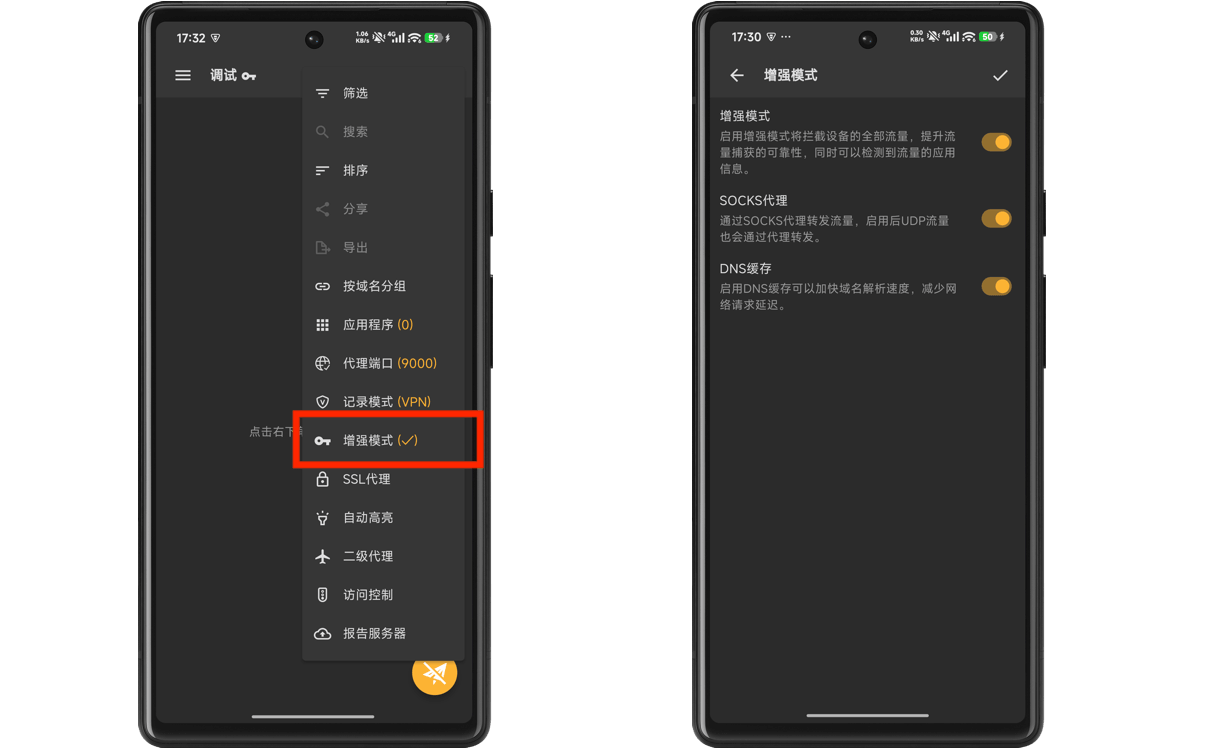 17:32
1.06
KB/s
4G
52
调试
筛选
搜索
排序
分享
导出
按域名分组
应用程序 (0)
代理端口 (9000)
记录模式 (VPN)
点击右下
增强模式 (✓)
SSL代理
自动高亮
二级代理
访问控制
报告服务器
17:30
0.30
KB/s
4G
50
增强模式
增强模式
启用增强模式将拦截设备的全部流量，提升流
量捕获的可靠性，同时可以检测到流量的应用
信息。
SOCKS代理
通过SOCKS代理转发流量，启用后UDP流量
也会通过代理转发。
DNS缓存
启用DNS缓存可以加快域名解析速度，减少网
络请求延迟。